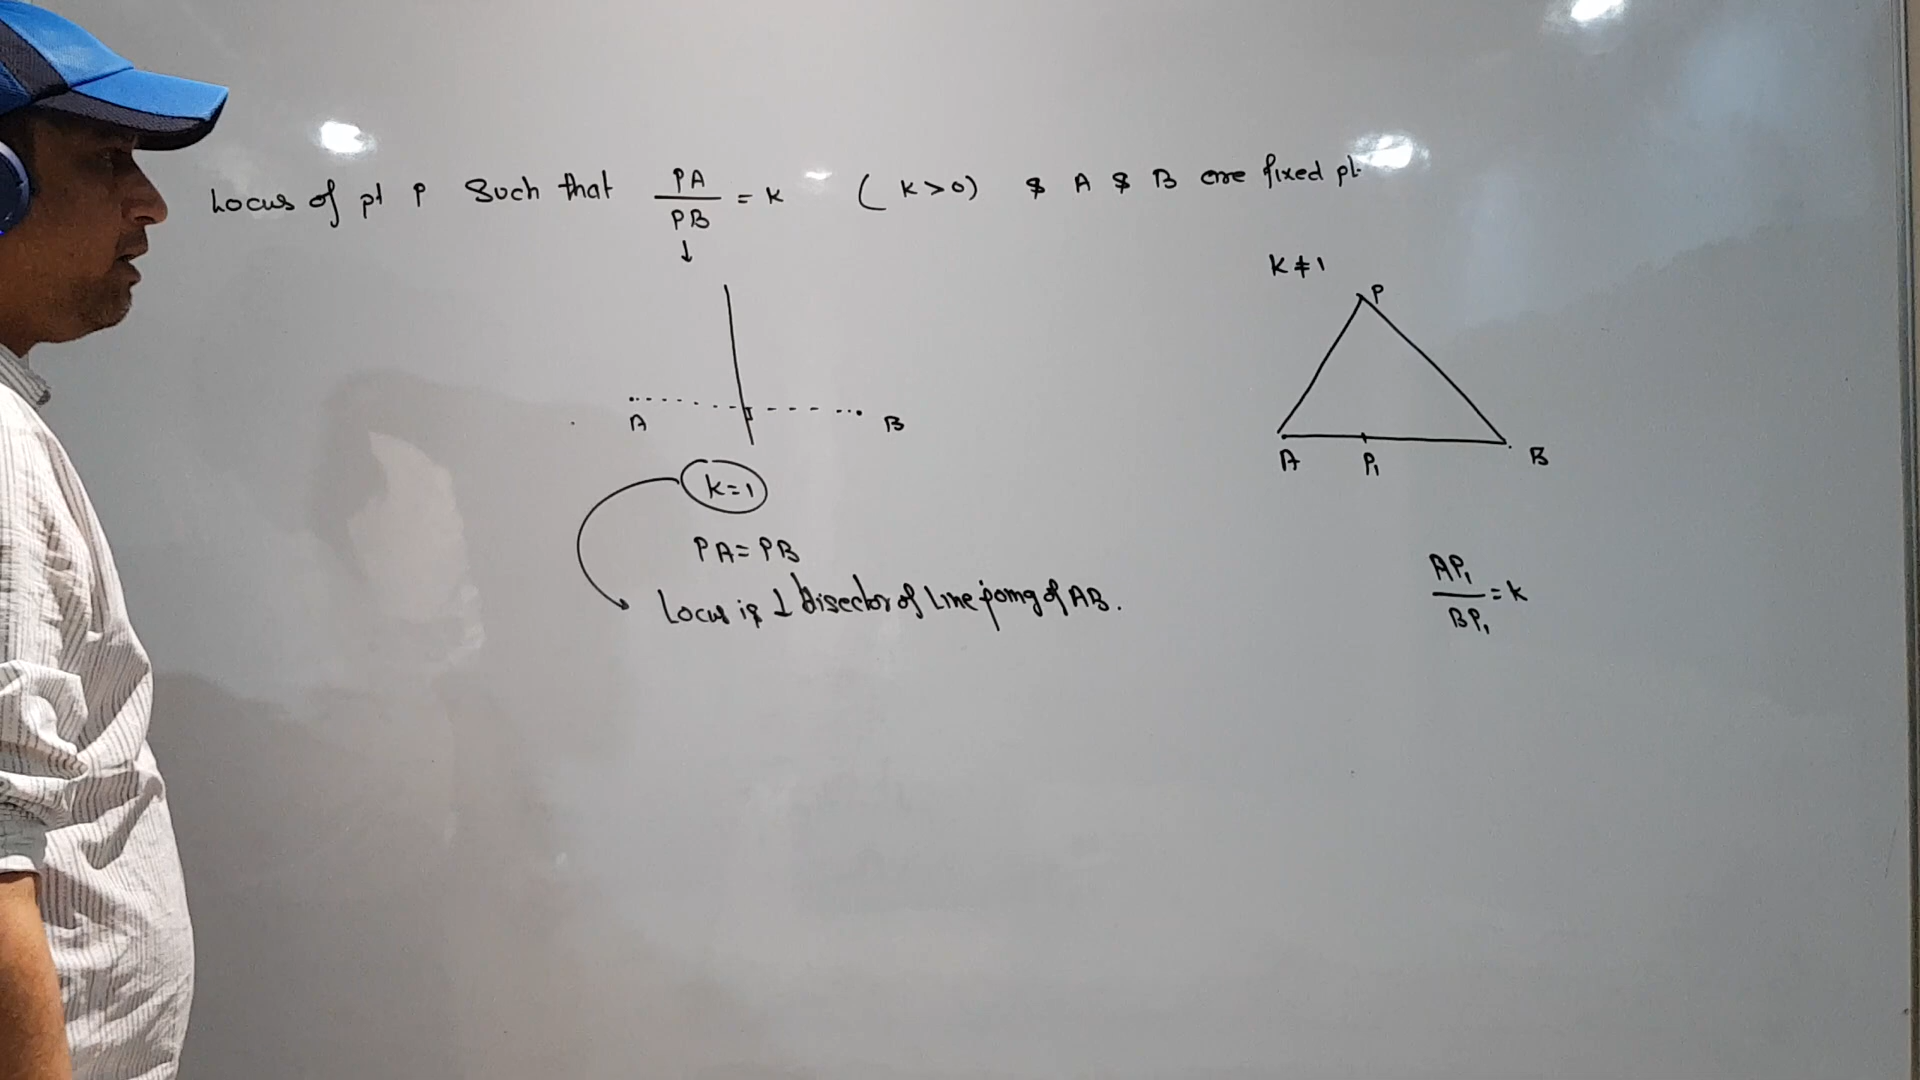 Locus of pt P Such that PA/PB = k (k>0) & A & B are fixed pt.
k≠1
P
A
B
A
P₁
B
k=1
PA=PB
Locus is ⊥ bisector of Line joing of AB.
AP₁/BP₁ = k